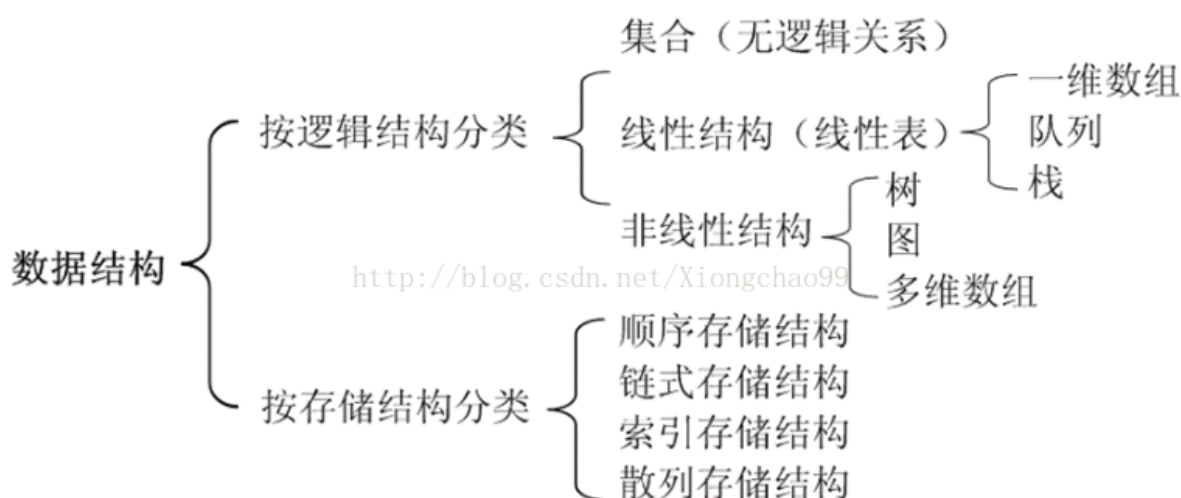 集合（无逻辑关系）
一维数组
按逻辑结构分类
线性结构（线性表）
队列
栈
树
非线性结构
图
数据结构
http://blog.csdn.net/Xiongchao99
多维数组
顺序存储结构
链式存储结构
按存储结构分类
索引存储结构
散列存储结构